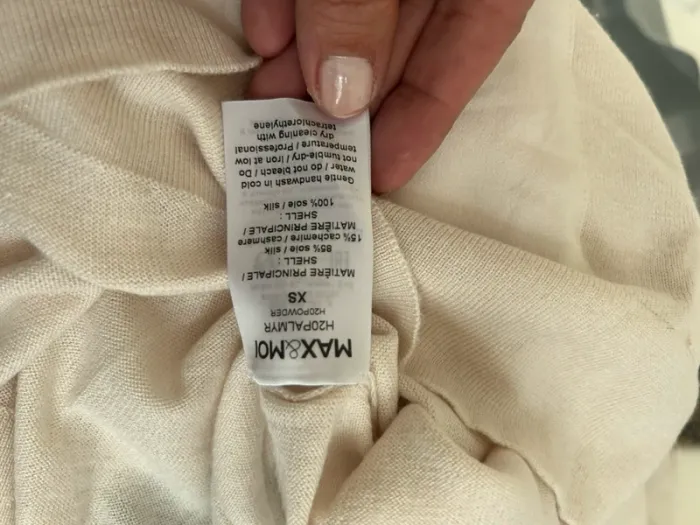 MAX&MOI
H20PALMYR
H20POWDER
XS
MATIÈRE PRINCIPALE /
SHELL :
85% soie / silk
15% cachemire / cashmere
MATIÈRE PRINCIPALE /
SHELL :
100% soie / silk
Gentle handwash in cold
water / do not bleach / Do
not tumble-dry / Iron at low
temperature / Professional
dry cleaning with
tetrachlorethylene